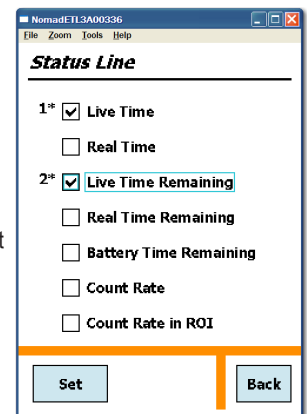 NomadETL3A00336
File Zoom Tools Help
Status Line
1* Live Time
Real Time
2* Live Time Remaining
Real Time Remaining
t
Battery Time Remaining
Count Rate
Count Rate in ROI
Set Back